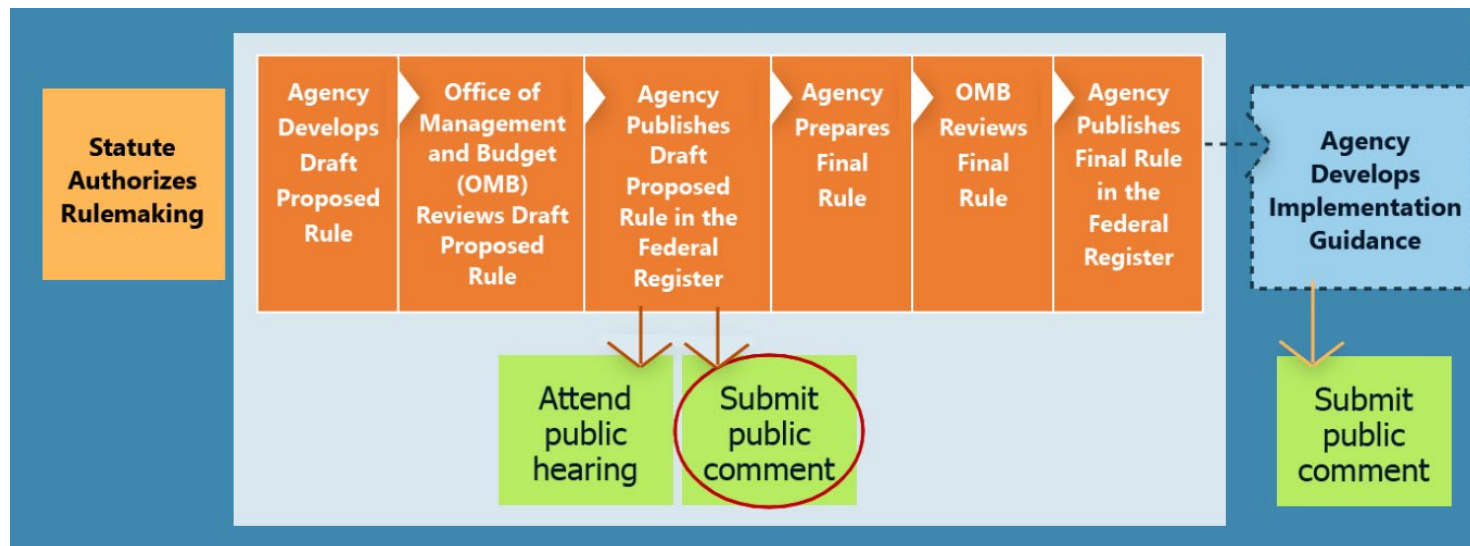 Statute
Authorizes
Rulemaking
Agency
Develops
Draft
Proposed
Rule
Office of
Management
and Budget
(OMB)
Reviews Draft
Proposed
Rule
Agency
Publishes
Draft
Proposed
Rule in the
Federal
Register
Agency
Prepares
Final
Rule
OMB
Reviews
Final
Rule
Agency
Publishes
Final Rule
in the
Federal
Register
Agency
Develops
Implementation
Guidance
Attend
public
hearing
Submit
public
comment
Submit
public
comment